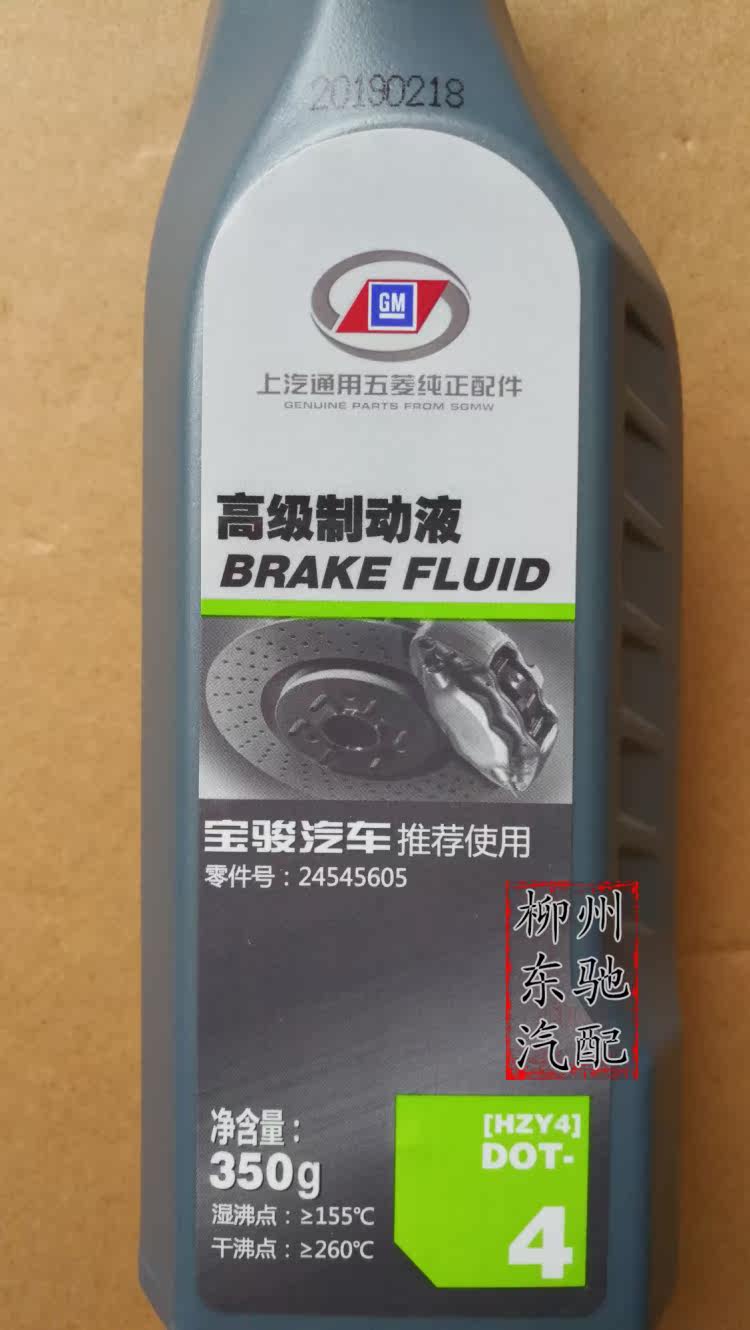 20190218
GM
上汽通用五菱纯正配件
GENUINE PARTS FROM SGMW
高级制动液
BRAKE FLUID
宝骏汽车 推荐使用
零件号：24545605
柳州
东驰
汽配
净含量：
350g
湿沸点：≥155℃
干沸点：≥260℃
[HZY4]
DOT-
4